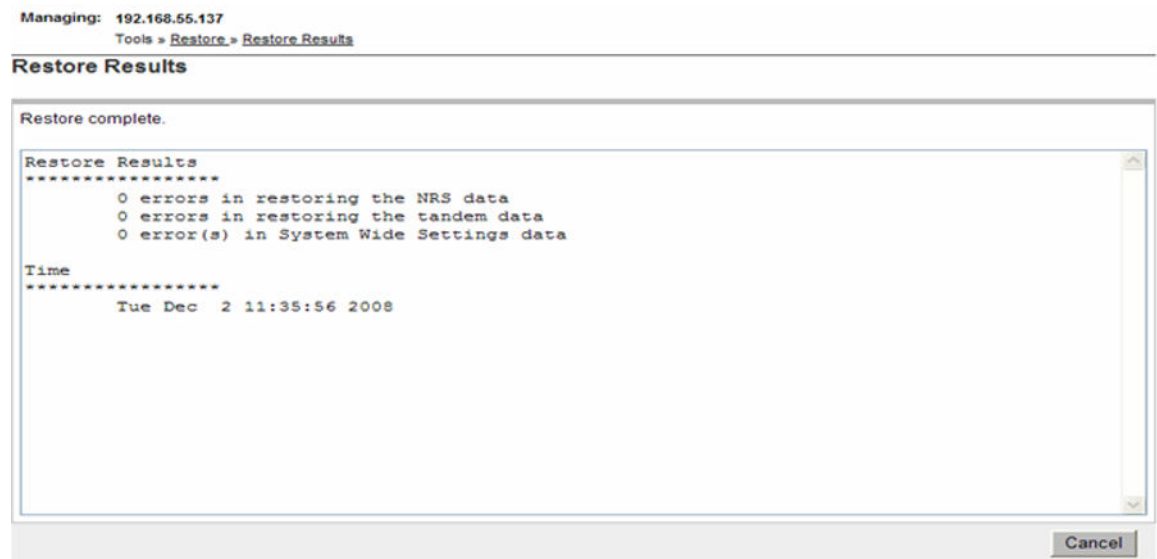 Managing: 192.168.55.137
Tools » Restore » Restore Results
Restore Results
Restore complete.
Restore Results
*****************
0 errors in restoring the NRS data
0 errors in restoring the tandem data
0 error(s) in System Wide Settings data
Time
*****************
Tue Dec  2 11:35:56 2008
Cancel